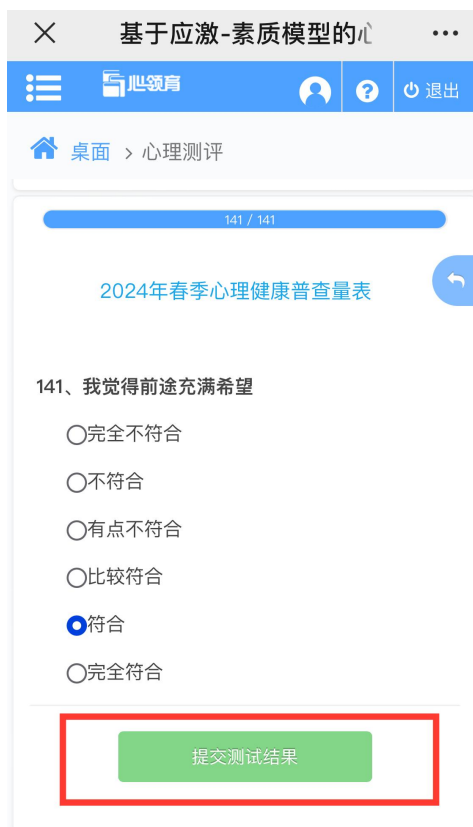 基于应激-素质模型的心
心领育
退出
桌面 > 心理测评
141 / 141
2024年春季心理健康普查量表
141、我觉得前途充满希望
完全不符合
不符合
有点不符合
比较符合
符合
完全符合
提交测试结果